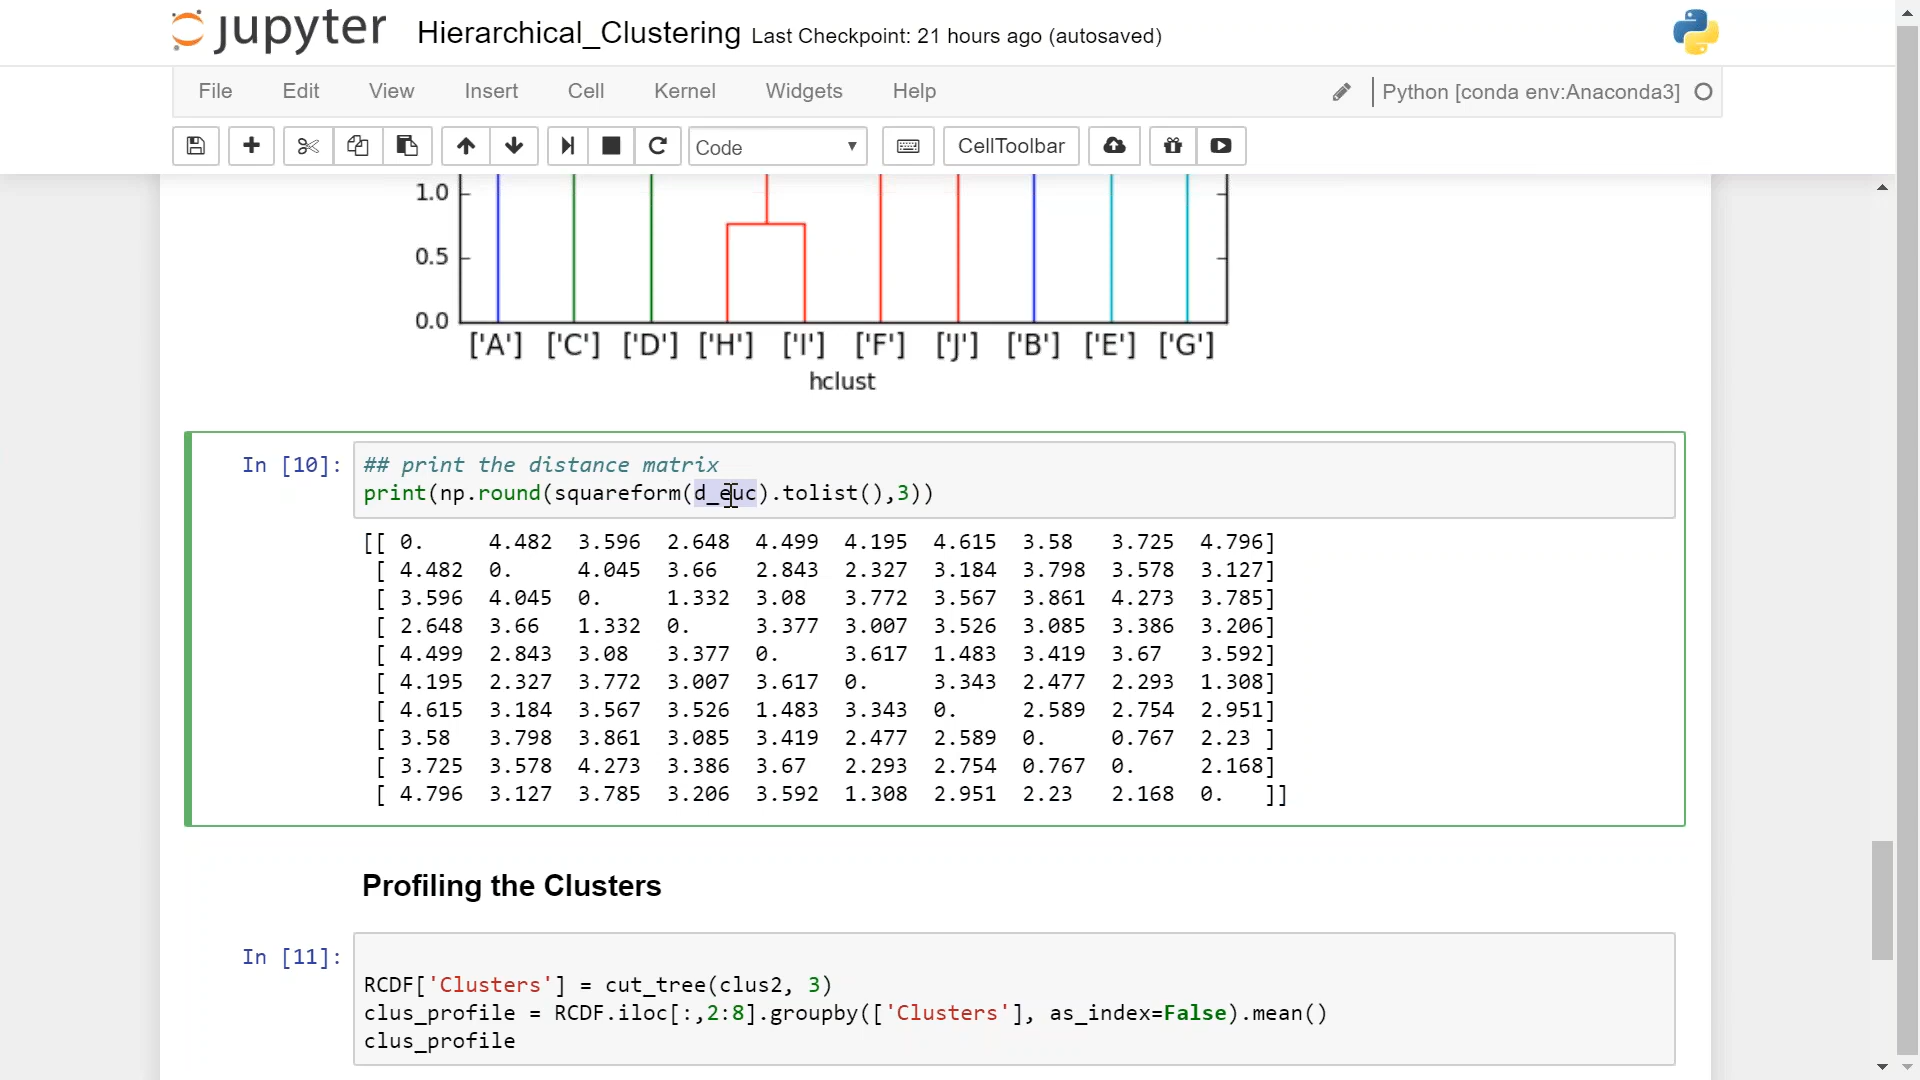 jupyter Hierarchical_Clustering Last Checkpoint: 21 hours ago (autosaved)
File Edit View Insert Cell Kernel Widgets Help Python [conda env:Anaconda3]
Code CellToolbar
1.0
0.5
0.0
['A'] ['C'] ['D'] ['H'] ['I'] ['F'] ['J'] ['B'] ['E'] ['G']
hclust
In [10]: ## print the distance matrix
print(np.round(squareform(d_euc).tolist(),3))
[[ 0. 4.482 3.596 2.648 4.499 4.195 4.615 3.58 3.725 4.796]
[ 4.482 0. 4.045 3.66 2.843 2.327 3.184 3.798 3.578 3.127]
[ 3.596 4.045 0. 1.332 3.08 3.772 3.567 3.861 4.273 3.785]
[ 2.648 3.66 1.332 0. 3.377 3.007 3.526 3.085 3.386 3.206]
[ 4.499 2.843 3.08 3.377 0. 3.617 1.483 3.419 3.67 3.592]
[ 4.195 2.327 3.772 3.007 3.617 0. 3.343 2.477 2.293 1.308]
[ 4.615 3.184 3.567 3.526 1.483 3.343 0. 2.589 2.754 2.951]
[ 3.58 3.798 3.861 3.085 3.419 2.477 2.589 0. 0.767 2.23 ]
[ 3.725 3.578 4.273 3.386 3.67 2.293 2.754 0.767 0. 2.168]
[ 4.796 3.127 3.785 3.206 3.592 1.308 2.951 2.23 2.168 0. ]]
Profiling the Clusters
In [11]:
RCDF['Clusters'] = cut_tree(clus2, 3)
clus_profile = RCDF.iloc[:,2:8].groupby(['Clusters'], as_index=False).mean()
clus_profile